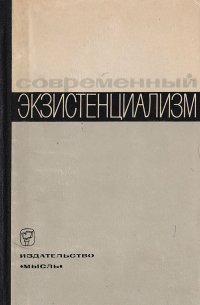 современный
ЭКЗИСТЕНЦИАЛИЗМ
ИЗДАТЕЛЬСТВО
«МЫСЛЬ»